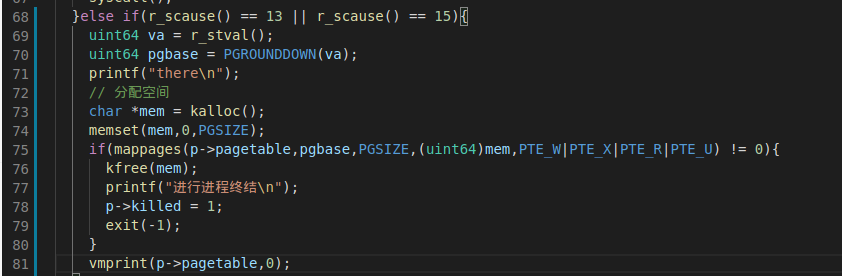 68 }else if(r_scause() == 13 || r_scause() == 15){
69 uint64 va = r_stval();
70 uint64 pgbase = PGROUNDDOWN(va);
71 printf("there\n");
72 // 分配空间
73 char *mem = kalloc();
74 memset(mem,0,PGSIZE);
75 if(mappages(p->pagetable,pgbase,PGSIZE,(uint64)mem,PTE_W|PTE_X|PTE_R|PTE_U) != 0){
76 kfree(mem);
77 printf("进行进程终结\n");
78 p->killed = 1;
79 exit(-1);
80 }
81 vmprint(p->pagetable,0);